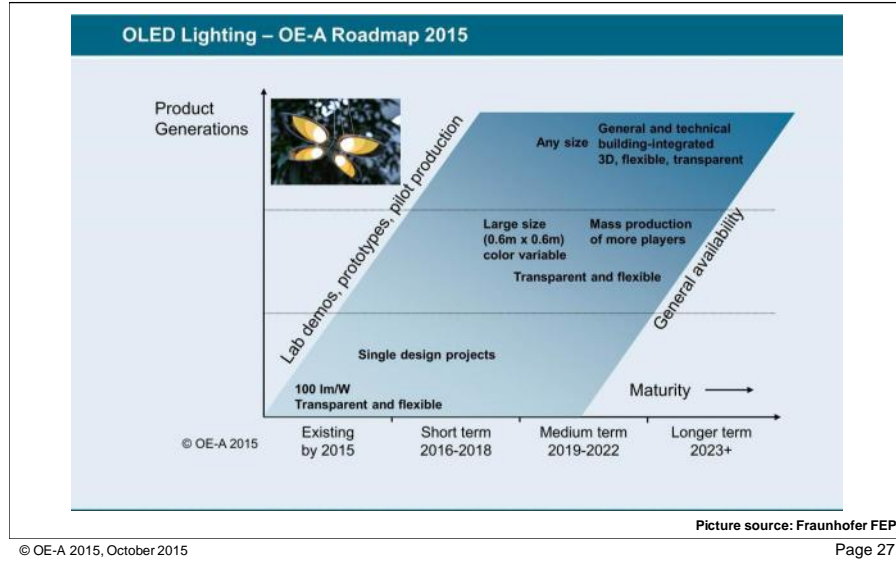 OLED Lighting – OE-A Roadmap 2015
Product
Generations
Lab demos, prototypes, pilot production
Any size
General and technical
building-integrated
3D, flexible, transparent
Large size
(0.6m x 0.6m)
color variable
Mass production
of more players
Transparent and flexible
General availability
Single design projects
100 lm/W
Transparent and flexible
Maturity
© OE-A 2015
Existing
by 2015
Short term
2016-2018
Medium term
2019-2022
Longer term
2023+
Picture source: Fraunhofer FEP
© OE-A 2015, October 2015
Page 27